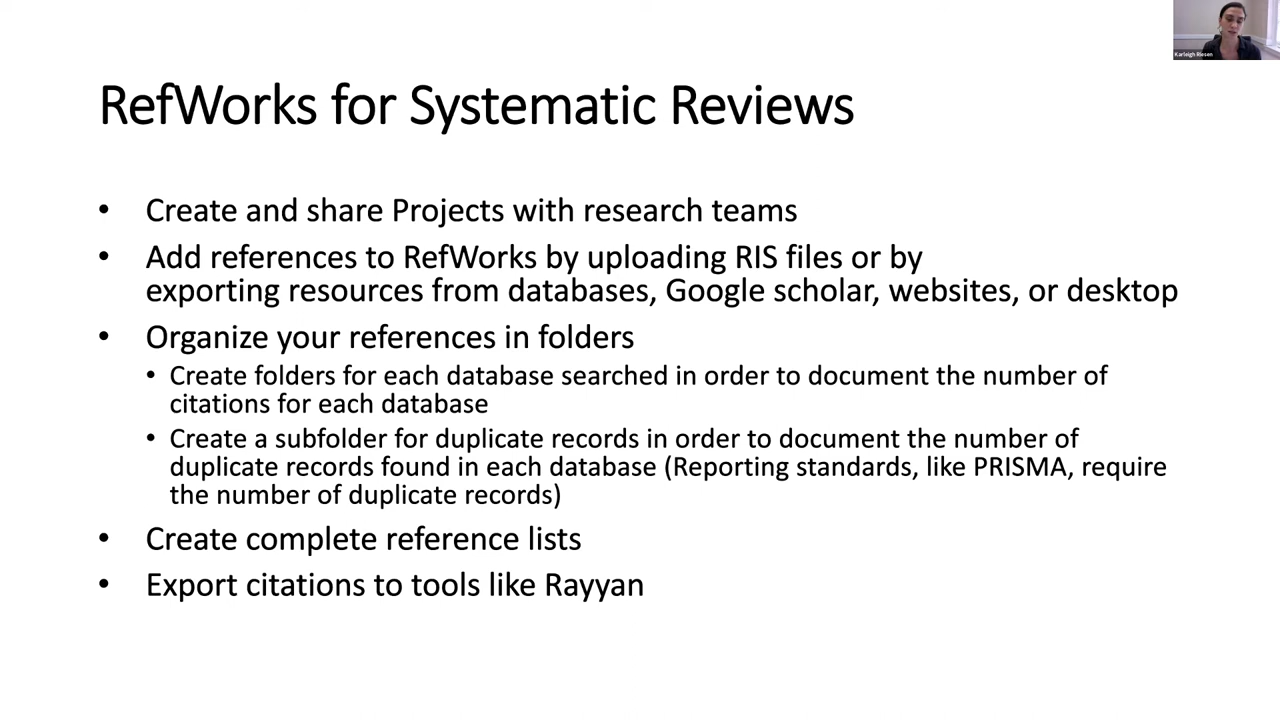 Karleigh Riesen
RefWorks for Systematic Reviews
• Create and share Projects with research teams
• Add references to RefWorks by uploading RIS files or by
exporting resources from databases, Google scholar, websites, or desktop
• Organize your references in folders
• Create folders for each database searched in order to document the number of
citations for each database
• Create a subfolder for duplicate records in order to document the number of
duplicate records found in each database (Reporting standards, like PRISMA, require
the number of duplicate records)
• Create complete reference lists
• Export citations to tools like Rayyan